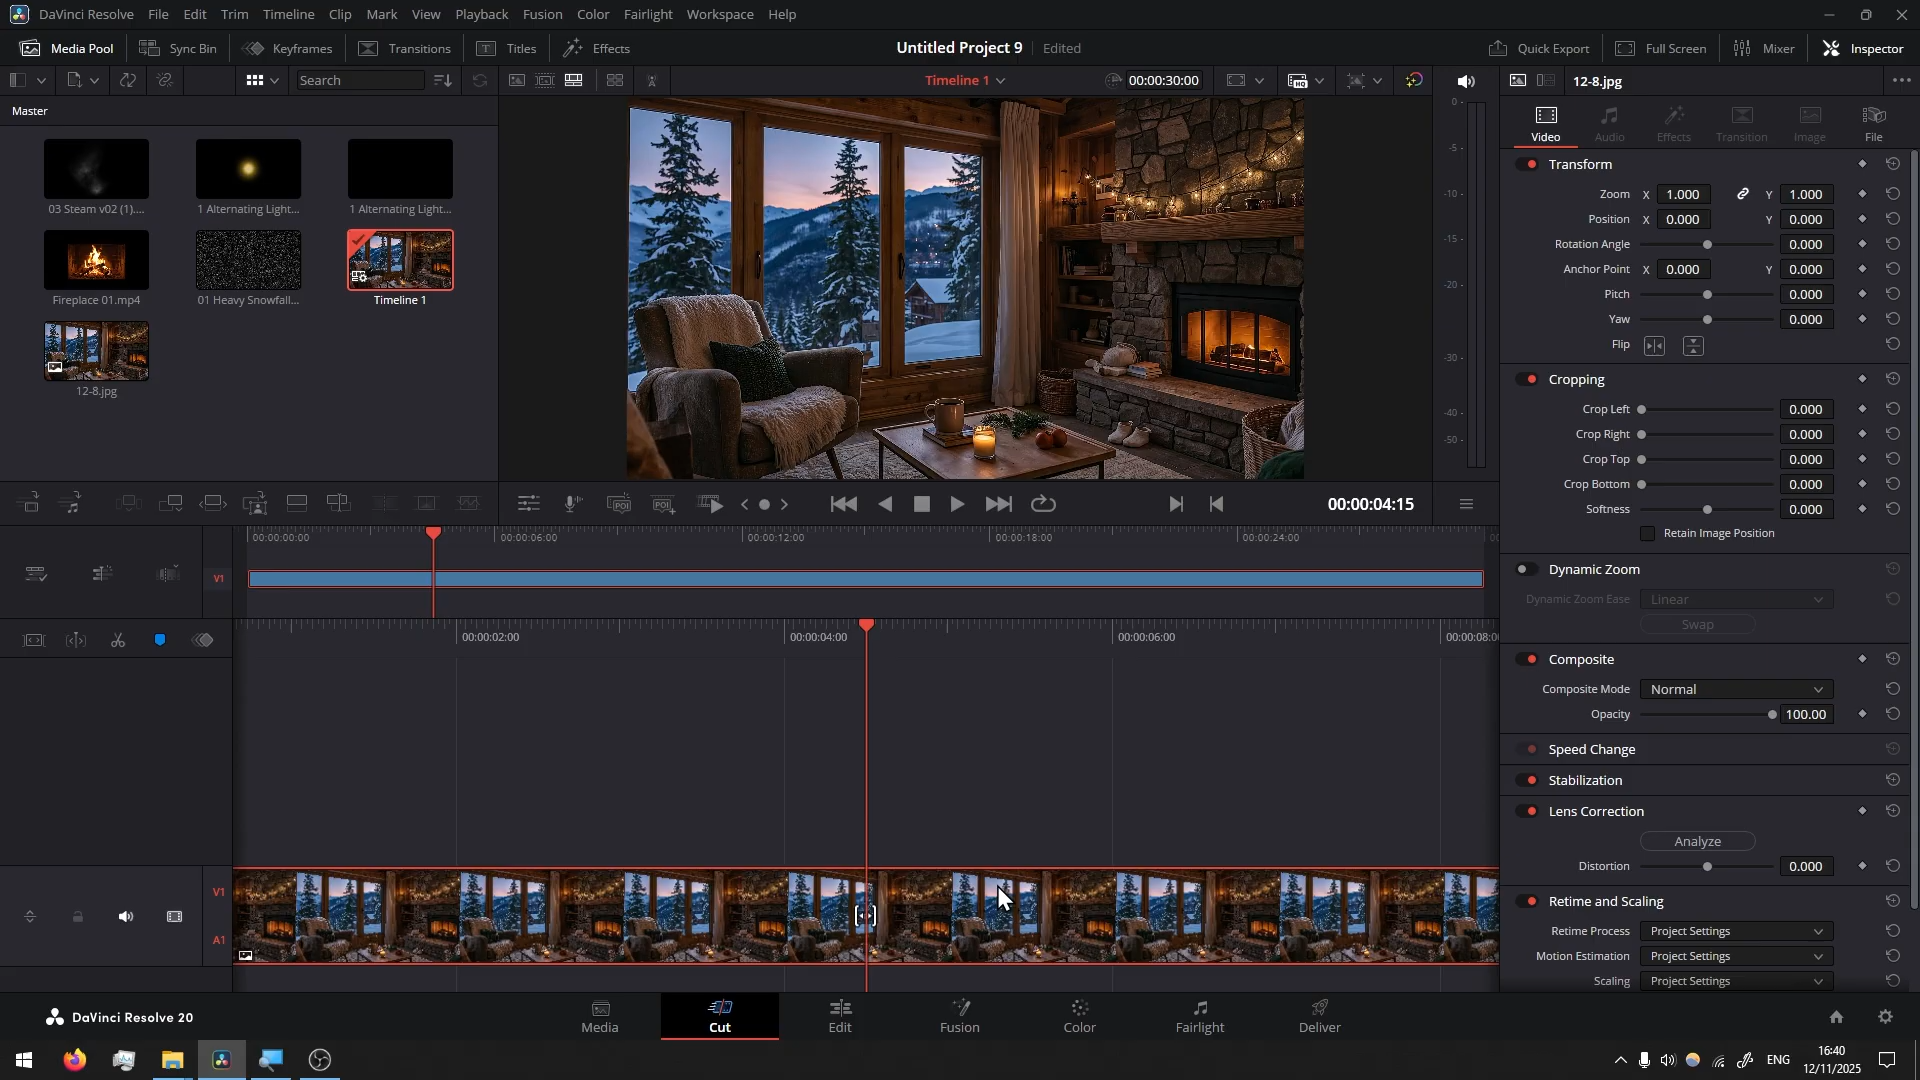 DaVinci Resolve File Edit Trim Timeline Clip Mark View Playback Fusion Color Fairlight Workspace Help
Media Pool Sync Bin Keyframes Transitions Titles Effects Untitled Project 9 Edited Quick Export Full Screen Mixer Inspector
Search Timeline 1 00:00:30:00 12-8.jpg
Master
Video Audio Effects Transition Image File
03 Steam v02 (1).... 1 Alternating Light... 1 Alternating Light...
Fireplace 01.mp4 01 Heavy Snowfall... Timeline 1
12-8.jpg
0 -
-5 -
-10 -
-15 -
-20 -
-30 -
-40 -
-50 -
Transform
Zoom X 1.000 Y 1.000
Position X 0.000 Y 0.000
Rotation Angle 0.000
Anchor Point X 0.000 Y 0.000
Pitch 0.000
Yaw 0.000
Flip
Cropping
Crop Left 0.000
Crop Right 0.000
Crop Top 0.000
Crop Bottom 0.000
Softness 0.000
Retain Image Position
Dynamic Zoom
Dynamic Zoom Ease Linear
Swap
Composite
Composite Mode Normal
Opacity 100.00
Speed Change
Stabilization
Lens Correction
Analyze
Distortion 0.000
Retime and Scaling
Retime Process Project Settings
Motion Estimation Project Settings
Scaling Project Settings
POI POI 00:00:04:15
00:00:00:00 00:00:06:00 00:00:12:00 00:00:18:00 00:00:24:00 00
V1
00:00:02:00 00:00:04:00 00:00:06:00 00:00:08:00
V1
A1
DaVinci Resolve 20
Media Cut Edit Fusion Color Fairlight Deliver
ENG 16:40
12/11/2025